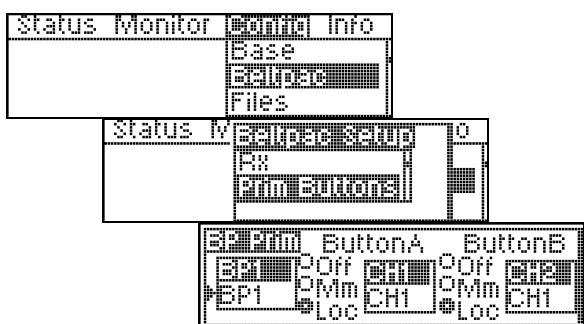 Status Monitor Config Info
Base
Beltpac
Files
Status M
Beltpac Setup
o
Rx
Prim Buttons
BP Prim ButtonA ButtonB
BP1 Off CH1 Off CH2
BP1 Mm CH1 Mm CH1
Loc Loc